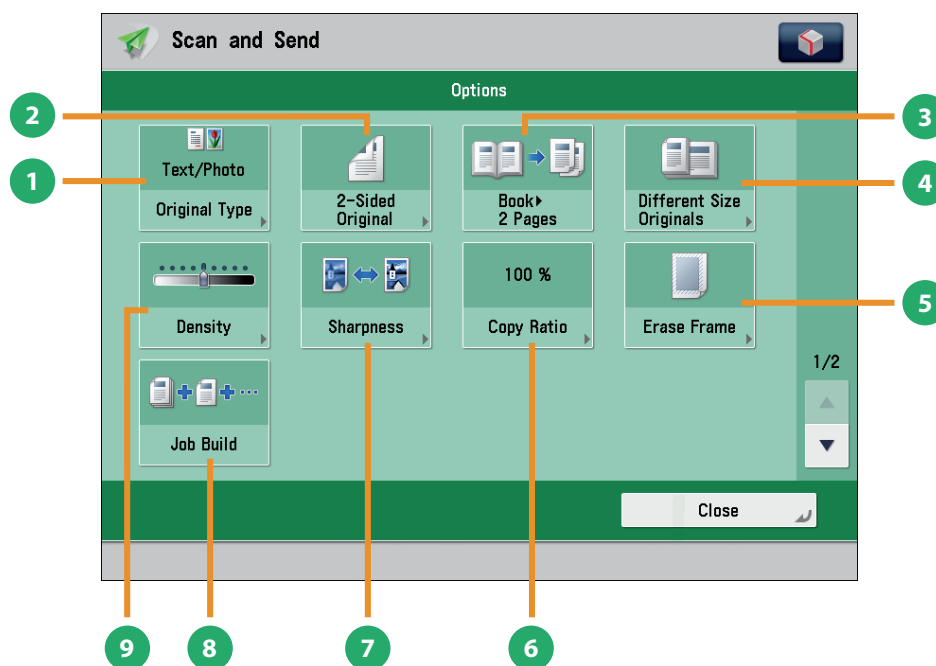 Scan and Send
Options
2
3
1
4
Text/Photo
Original Type
2-Sided
Original
Book▸
2 Pages
Different Size
Originals
100 %
5
Density
Sharpness
Copy Ratio
Erase Frame
1/2
Job Build
Close
9
8
7
6